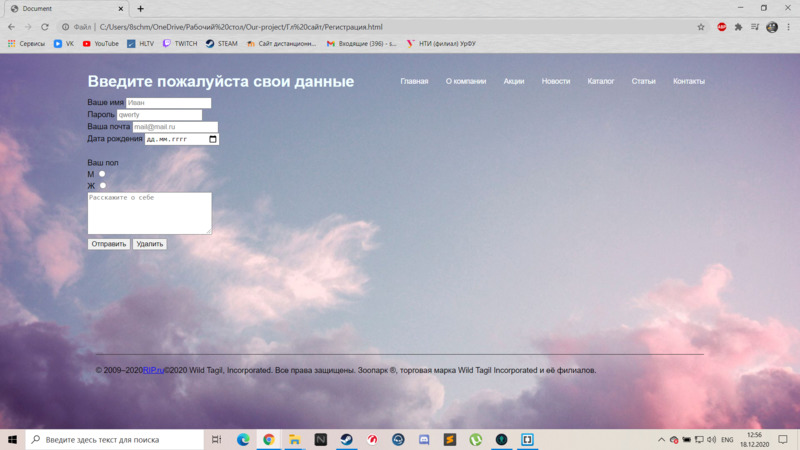 Document
Файл | C:/Users/8schm/OneDrive/Рабочий%20стол/Our-project/Гл%20сайт/Регистрация.html
Сервисы VK YouTube HLTV TWITCH STEAM Сайт дистанционн... Входящие (396) – s... НТИ (филиал) УрФУ
Введите пожалуйста свои данные
Главная О компании Акции Новости Каталог Статьи Контакты
Ваше имя Иван
Пароль qwerty
Ваша почта mail@mail.ru
Дата рождения дд.мм.гггг
Ваш пол
М
Ж
Расскажите о себе
Отправить Удалить
© 2009–2020RIP.ru©2020 Wild Tagil, Incorporated. Все права защищены. Зоопарк ®, торговая марка Wild Tagil Incorporated и её филиалов.
Введите здесь текст для поиска
ENG
12:56
18.12.2020